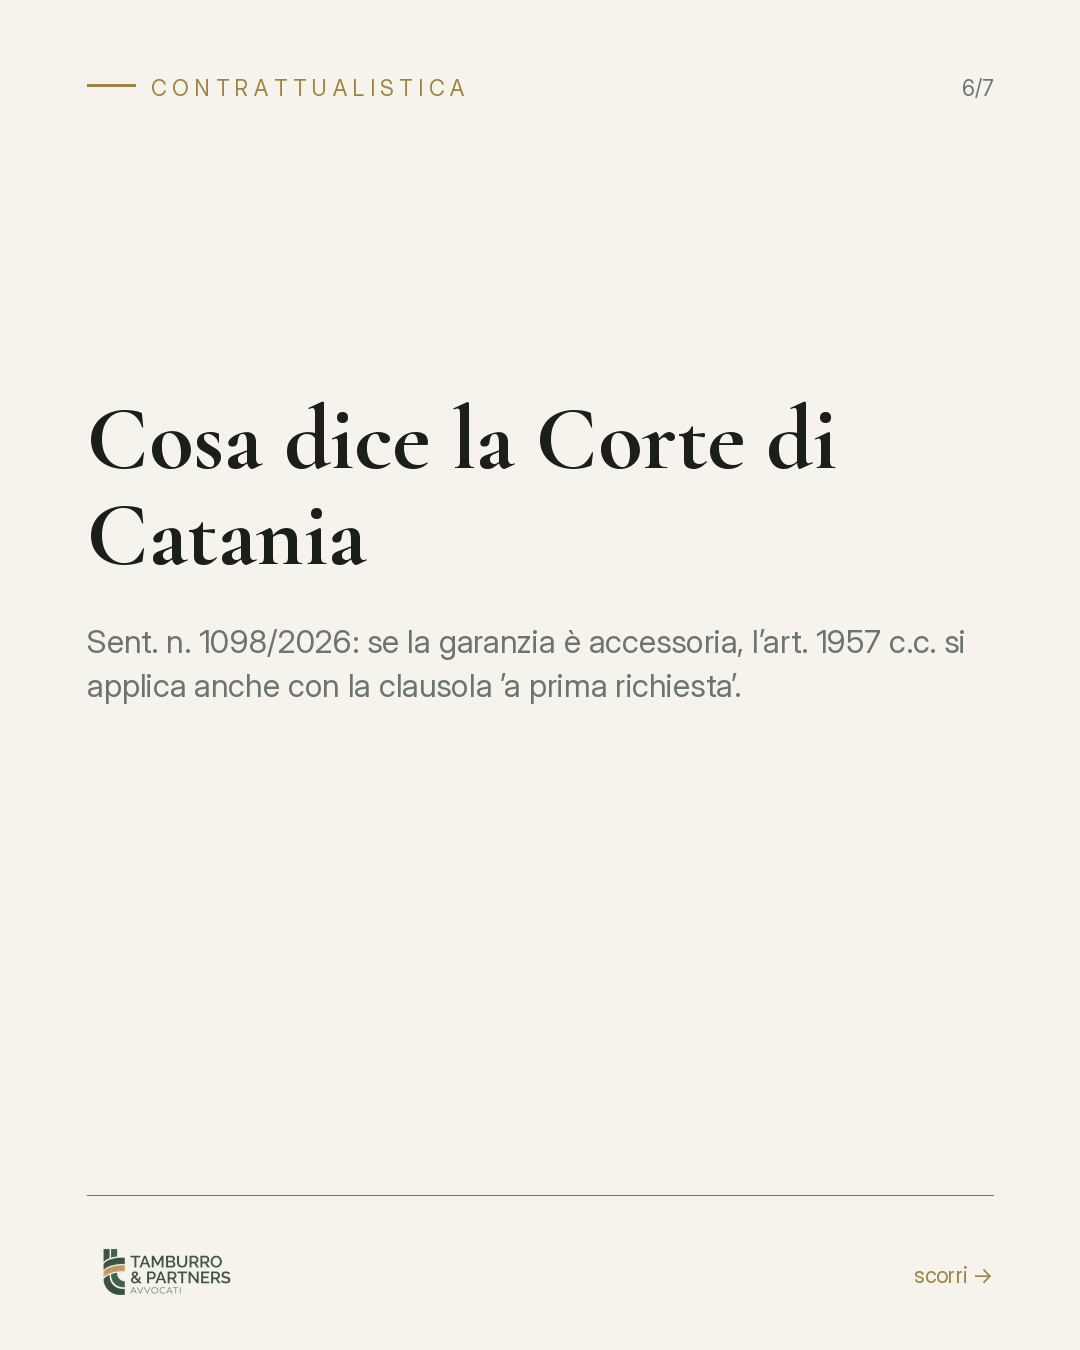 CONTRATTUALISTICA
6/7
Cosa dice la Corte di
Catania
Sent. n. 1098/2026: se la garanzia è accessoria, l’art. 1957 c.c. si
applica anche con la clausola ’a prima richiesta’.
TAMBURRO
& PARTNERS
AVVOCATI
scorri →